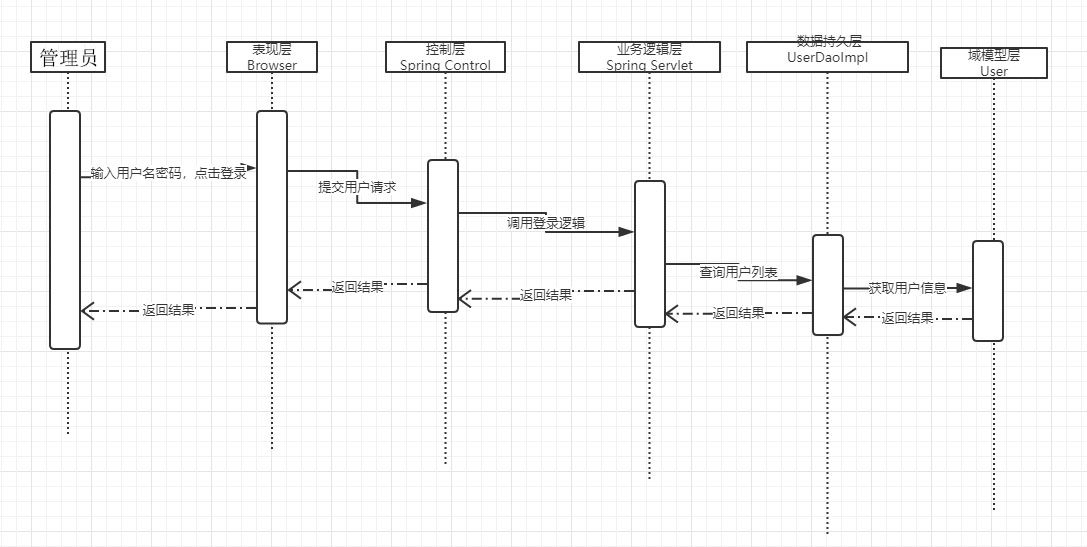 管理员
表现层
Browser
控制层
Spring Control
业务逻辑层
Spring Servlet
数据持久层
UserDaoImpl
域模型层
User
输入用户名密码，点击登录
提交用户请求
调用登录逻辑
查询用户列表
获取用户信息
返回结果
返回结果
返回结果
返回结果
返回结果